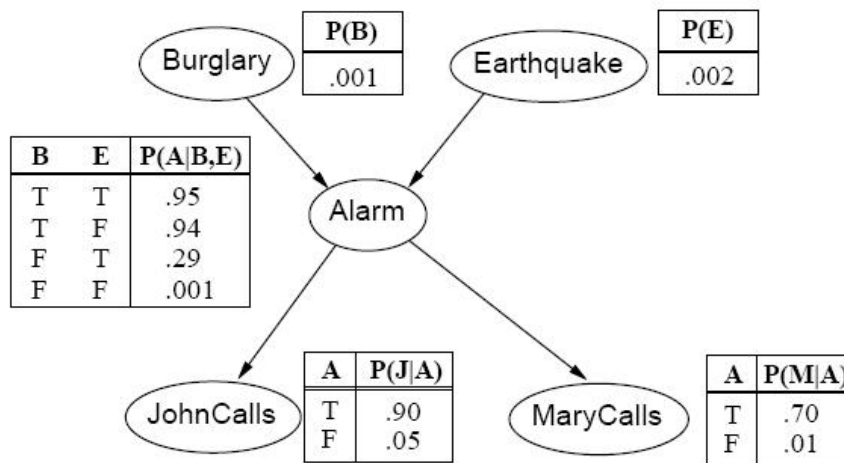 Burglary
P(B)
.001
Earthquake
P(E)
.002
B E P(A|B,E)
T T .95
T F .94
F T .29
F F .001
Alarm
JohnCalls
A P(J|A)
T .90
F .05
MaryCalls
A P(M|A)
T .70
F .01